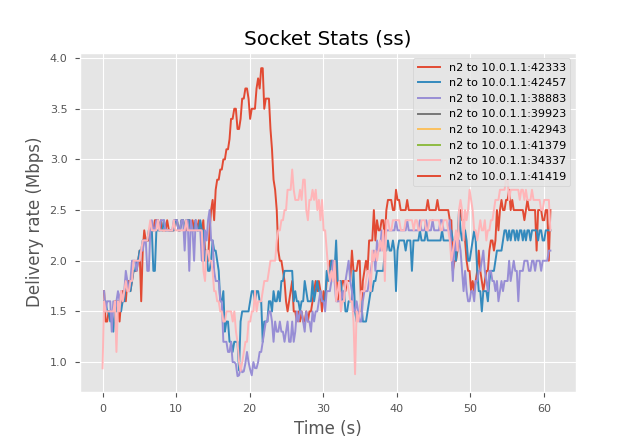 Socket Stats (ss)
4.0
3.5
3.0
2.5
2.0
1.5
1.0
Delivery rate (Mbps)
n2 to 10.0.1.1:42333
n2 to 10.0.1.1:42457
n2 to 10.0.1.1:38883
n2 to 10.0.1.1:39923
n2 to 10.0.1.1:42943
n2 to 10.0.1.1:41379
n2 to 10.0.1.1:34337
n2 to 10.0.1.1:41419
0 10 20 30 40 50 60
Time (s)